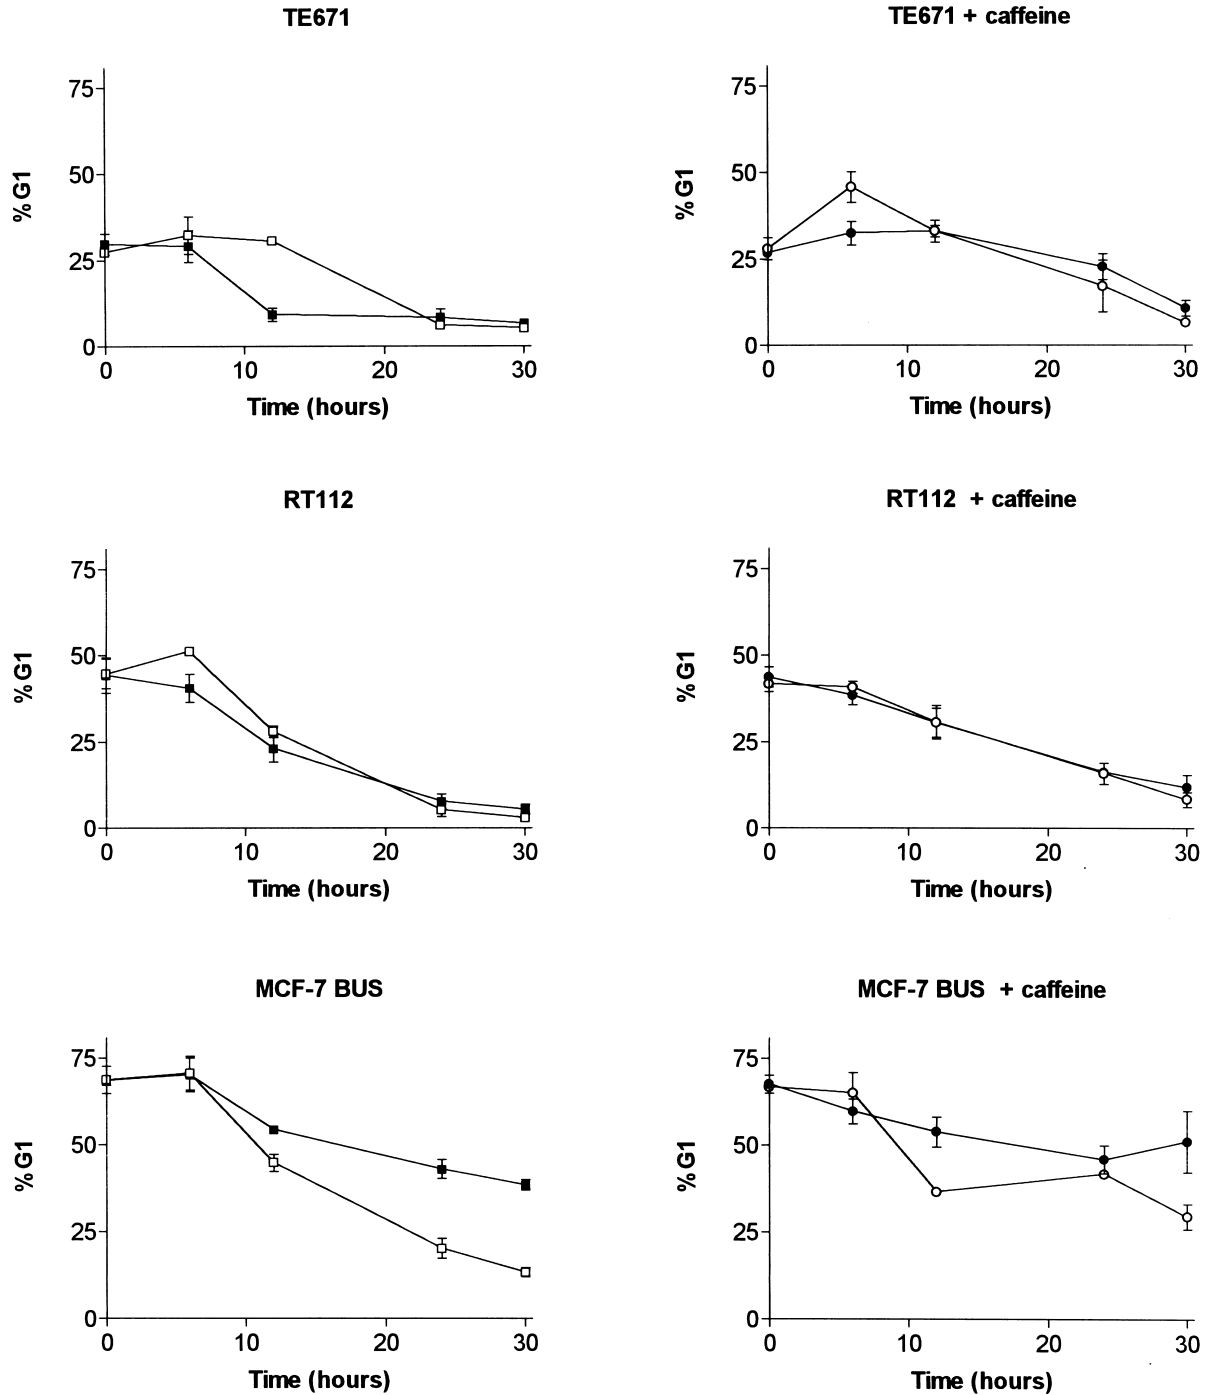 TE671
TE671 + caffeine
75
50
25
0
% G1
0 10 20 30
Time (hours)
75
50
25
0
% G1
0 10 20 30
Time (hours)
RT112
RT112 + caffeine
75
50
25
0
% G1
0 10 20 30
Time (hours)
75
50
25
0
% G1
0 10 20 30
Time (hours)
MCF-7 BUS
MCF-7 BUS + caffeine
75
50
25
0
% G1
0 10 20 30
Time (hours)
75
50
25
0
% G1
0 10 20 30
Time (hours)